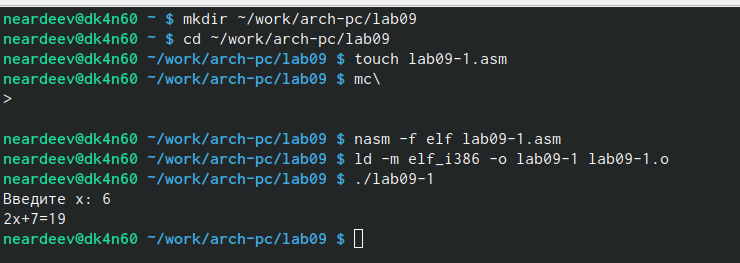 neardeev@dk4n60 ~ $ mkdir ~/work/arch-pc/lab09
neardeev@dk4n60 ~ $ cd ~/work/arch-pc/lab09
neardeev@dk4n60 ~/work/arch-pc/lab09 $ touch lab09-1.asm
neardeev@dk4n60 ~/work/arch-pc/lab09 $ mc\
>
neardeev@dk4n60 ~/work/arch-pc/lab09 $ nasm -f elf lab09-1.asm
neardeev@dk4n60 ~/work/arch-pc/lab09 $ ld -m elf_i386 -o lab09-1 lab09-1.o
neardeev@dk4n60 ~/work/arch-pc/lab09 $ ./lab09-1
Введите x: 6
2x+7=19
neardeev@dk4n60 ~/work/arch-pc/lab09 $